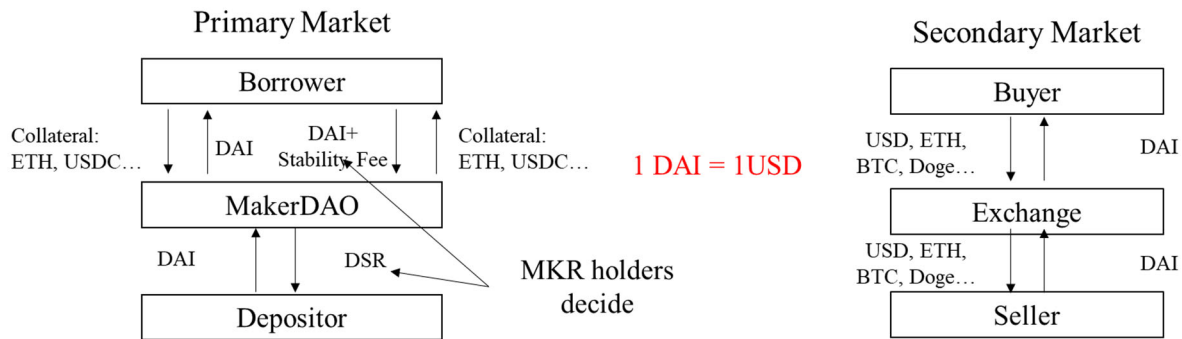 Primary Market
Borrower
Collateral:
ETH, USDC…
DAI
DAI+
Stability Fee
Collateral:
ETH, USDC…
MakerDAO
DAI
DSR
Depositor
MKR holders
decide
1 DAI = 1USD
Secondary Market
Buyer
USD, ETH,
BTC, Doge…
DAI
Exchange
USD, ETH,
BTC, Doge…
DAI
Seller